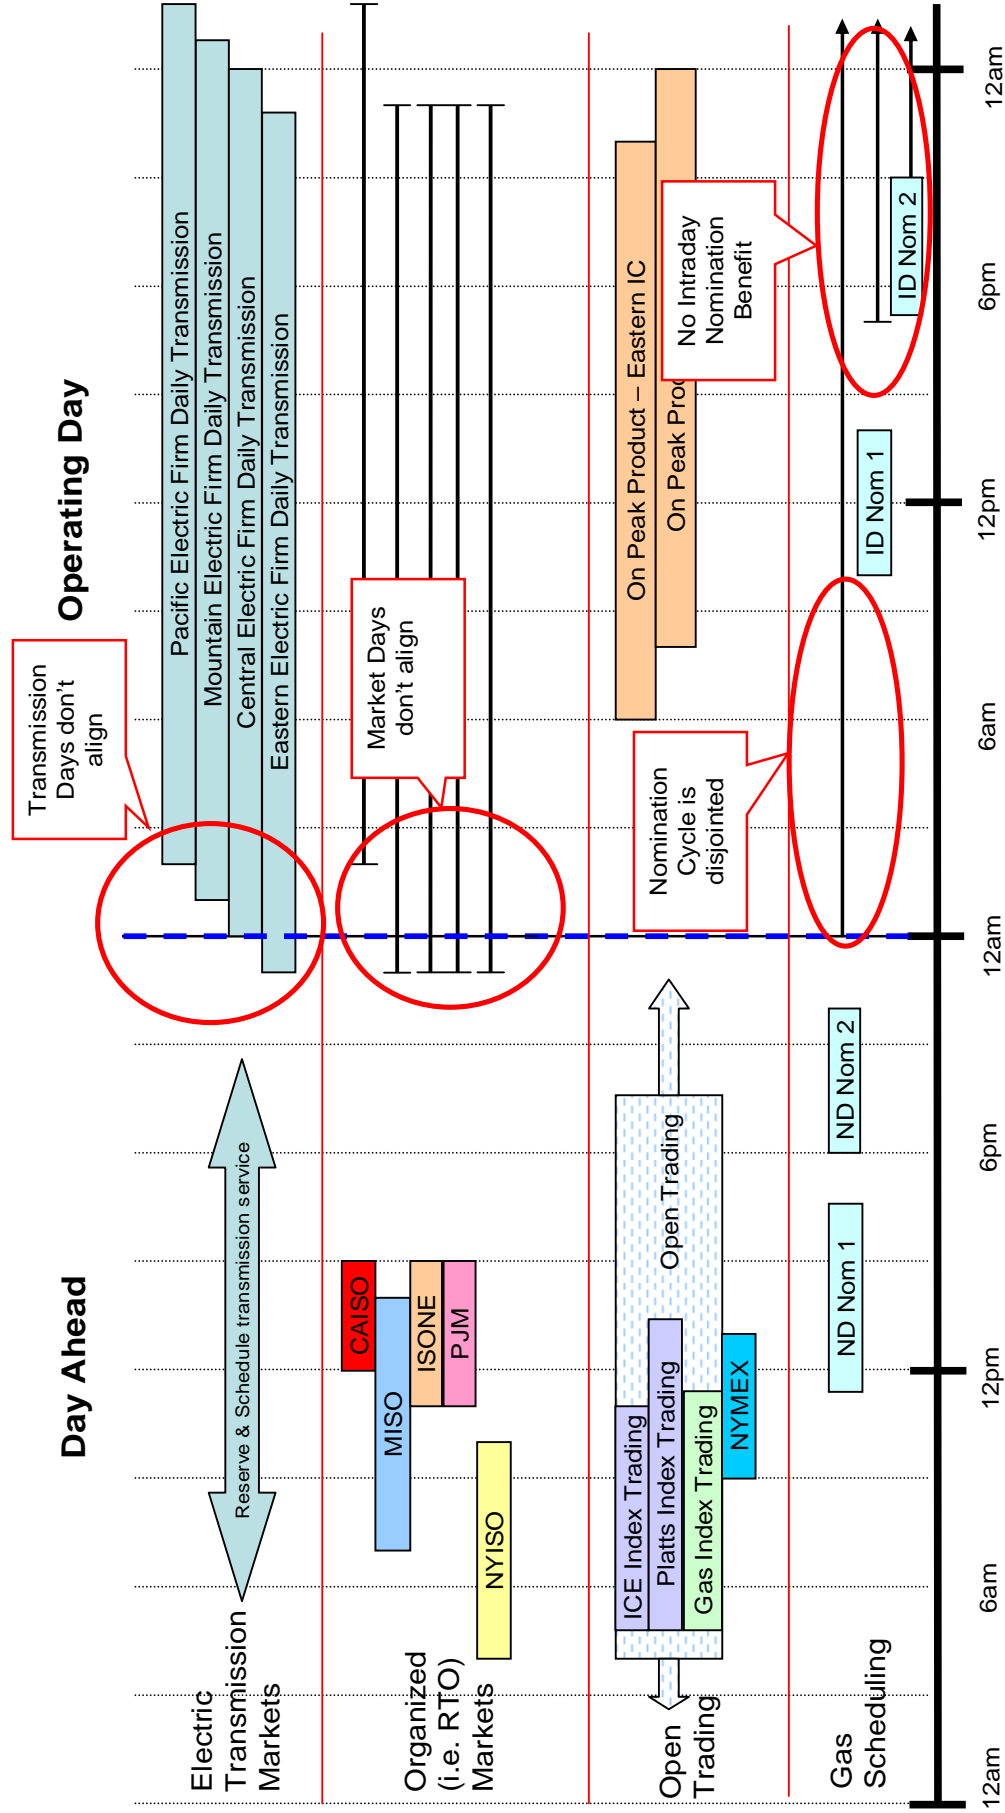 Day Ahead
Operating Day
Transmission
Days don't
align
Electric
Transmission
Markets
Reserve & Schedule transmission service
Pacific Electric Firm Daily Transmission
Mountain Electric Firm Daily Transmission
Central Electric Firm Daily Transmission
Eastern Electric Firm Daily Transmission
Organized
(i.e. RTO)
Markets
CAISO
MISO
ISONE
PJM
NYISO
Market Days
don't align
Open
Trading
ICE Index Trading
Platts Index Trading
Gas Index Trading
NYMEX
Open Trading
On Peak Product – Eastern IC
On Peak Proc
Nomination
Cycle is
disjointed
No Intraday
Nomination
Benefit
Gas
Scheduling
ND Nom 1
ND Nom 2
ID Nom 1
ID Nom 2
12am
6am
12pm
6pm
12am
6am
12pm
6pm
12am